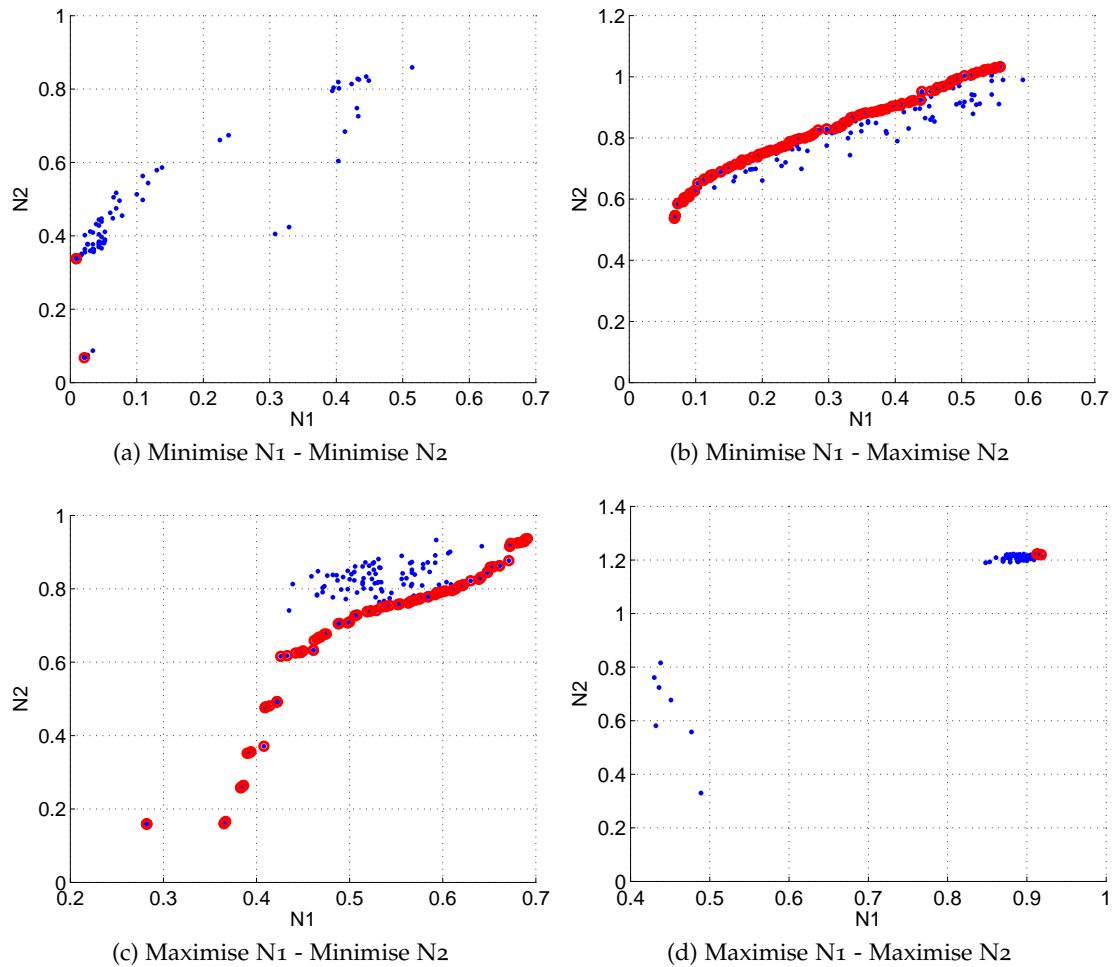 1
0.8
0.6
0.4
0.2
0
N2
0 0.1 0.2 0.3 0.4 0.5 0.6 0.7
N1
(a) Minimise N1 - Minimise N2
1.2
1
0.8
0.6
0.4
0.2
0
N2
0 0.1 0.2 0.3 0.4 0.5 0.6 0.7
N1
(b) Minimise N1 - Maximise N2
1
0.8
0.6
0.4
0.2
0
N2
0.2 0.3 0.4 0.5 0.6 0.7
N1
(c) Maximise N1 - Minimise N2
1.4
1.2
1
0.8
0.6
0.4
0.2
0
N2
0.4 0.5 0.6 0.7 0.8 0.9 1
N1
(d) Maximise N1 - Maximise N2